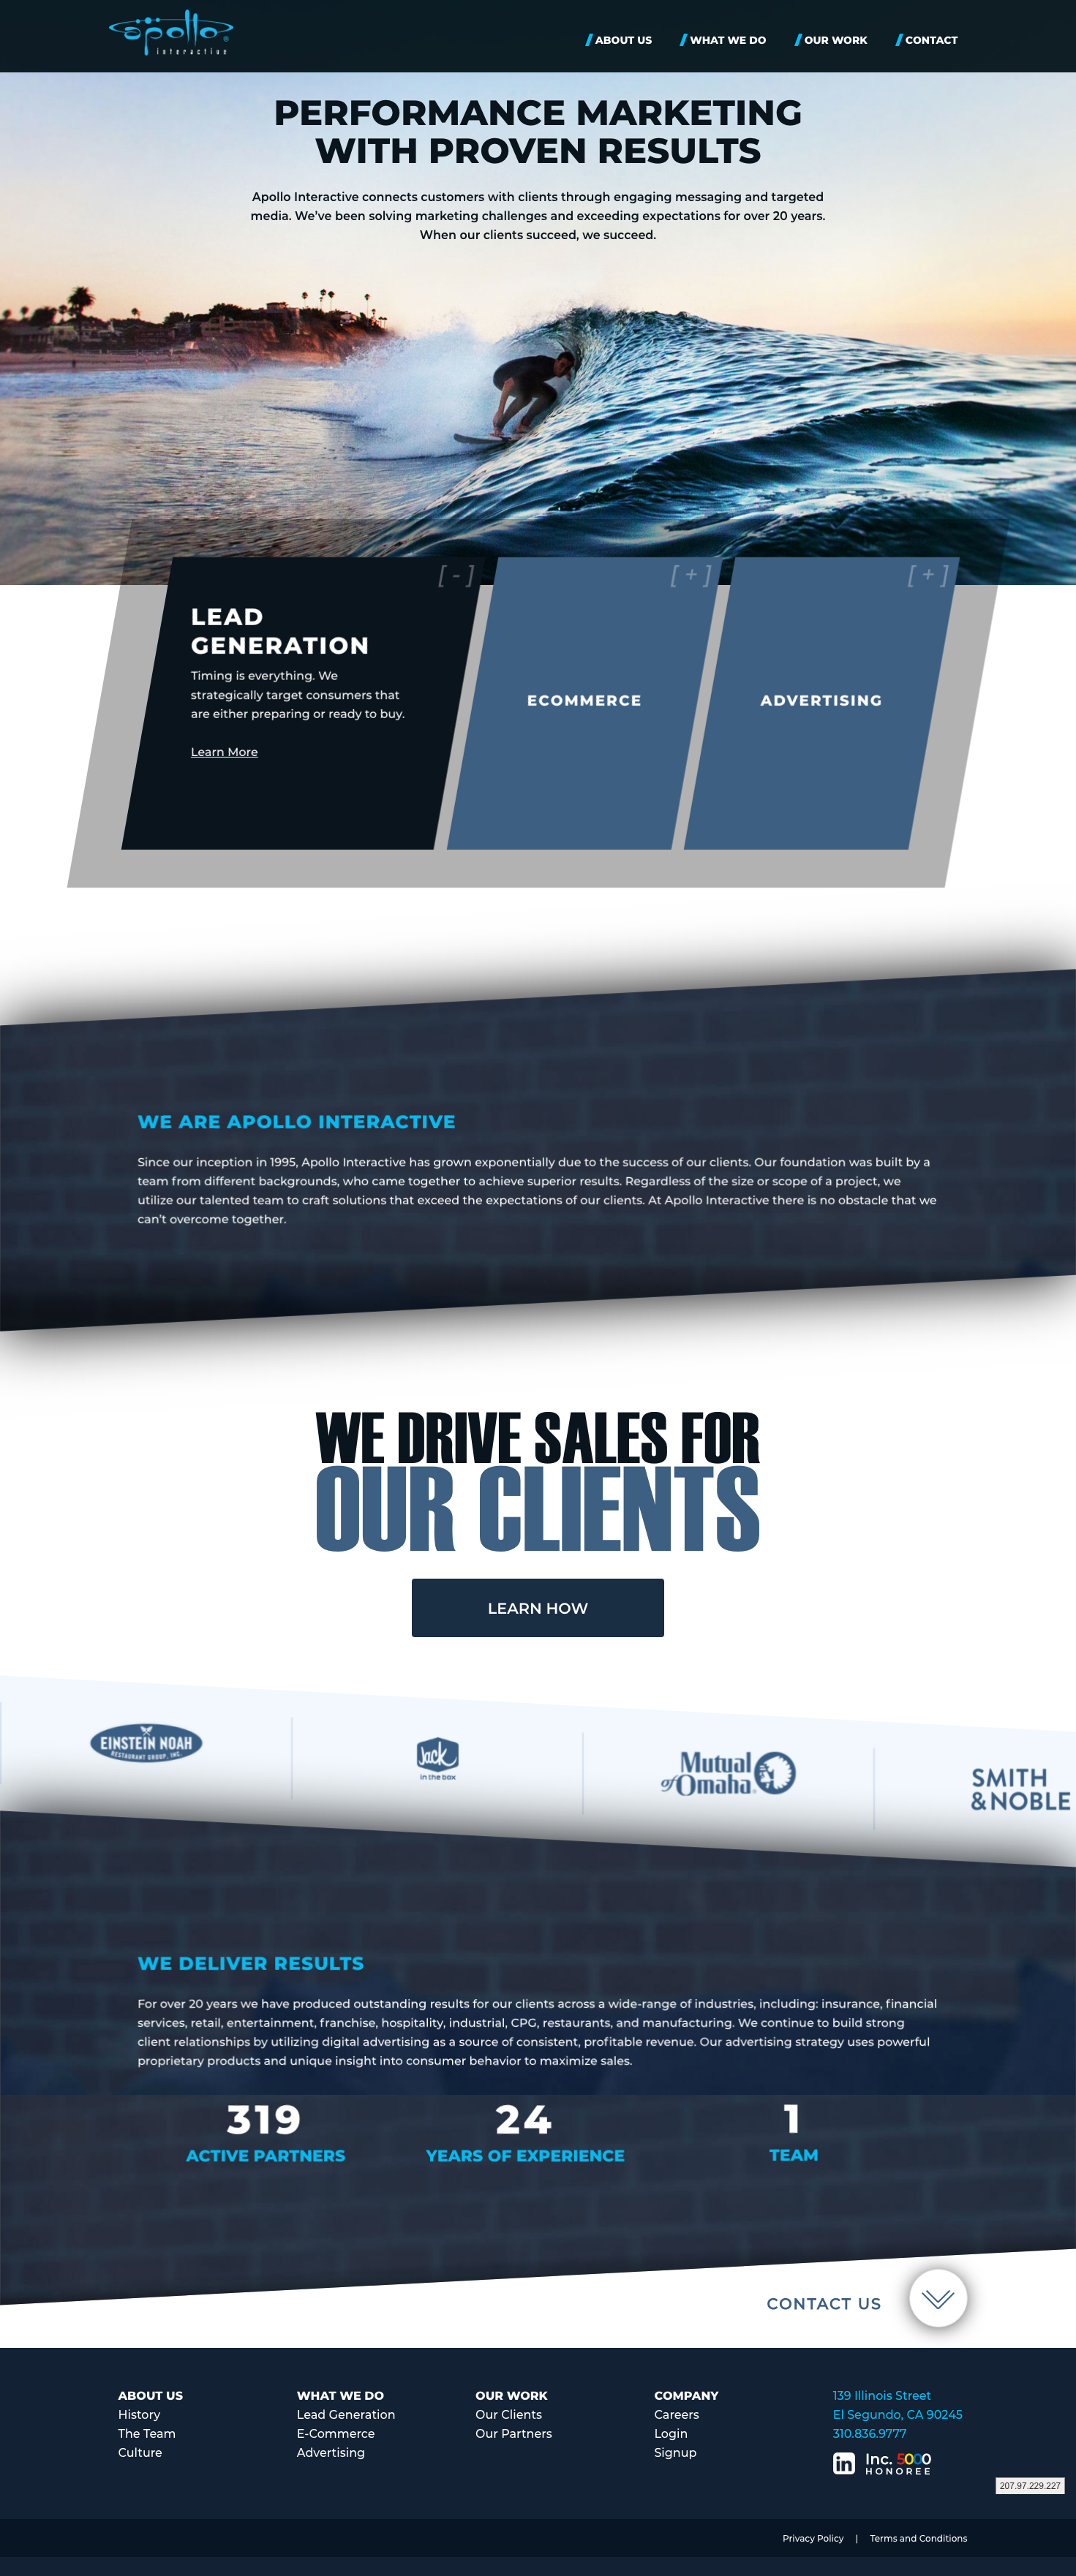 apollo
interactive
ABOUT US
WHAT WE DO
OUR WORK
CONTACT
PERFORMANCE MARKETING
WITH PROVEN RESULTS
Apollo Interactive connects customers with clients through engaging messaging and targeted
media. We've been solving marketing challenges and exceeding expectations for over 20 years.
When our clients succeed, we succeed.
[ - ]
LEAD
GENERATION
Timing is everything. We
strategically target consumers that
are either preparing or ready to buy.
Learn More
[ + ]
ECOMMERCE
[ + ]
ADVERTISING
WE ARE APOLLO INTERACTIVE
Since our inception in 1995, Apollo Interactive has grown exponentially due to the success of our clients. Our foundation was built by a
team from different backgrounds, who came together to achieve superior results. Regardless of the size or scope of a project, we
utilize our talented team to craft solutions that exceed the expectations of our clients. At Apollo Interactive there is no obstacle that we
can't overcome together.
WE DRIVE SALES FOR
OUR CLIENTS
LEARN HOW
EINSTEIN NOAH
RESTAURANT GROUP, INC.
Jack
in the box
Mutual
of Omaha
SMITH
&NOBLE
WE DELIVER RESULTS
For over 20 years we have produced outstanding results for our clients across a wide-range of industries, including: insurance, financial
services, retail, entertainment, franchise, hospitality, industrial, CPG, restaurants, and manufacturing. We continue to build strong
client relationships by utilizing digital advertising as a source of consistent, profitable revenue. Our advertising strategy uses powerful
proprietary products and unique insight into consumer behavior to maximize sales.
319
ACTIVE PARTNERS
24
YEARS OF EXPERIENCE
1
TEAM
CONTACT US
ABOUT US
History
The Team
Culture
WHAT WE DO
Lead Generation
E-Commerce
Advertising
OUR WORK
Our Clients
Our Partners
COMPANY
Careers
Login
Signup
139 Illinois Street
El Segundo, CA 90245
310.836.9777
in
Inc. 5000
HONOREE
207.97.229.227
Privacy Policy | Terms and Conditions